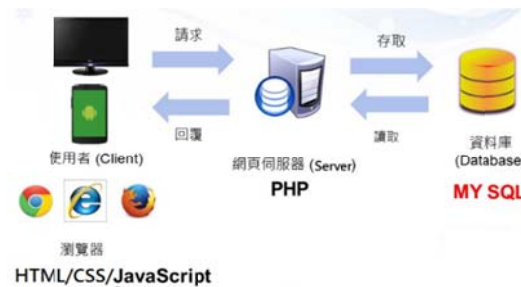 請求
存取
回覆
讀取
使用者 (Client)
網頁伺服器 (Server)
資料庫
(Database
PHP
MY SQL
瀏覽器
HTML/CSS/JavaScript